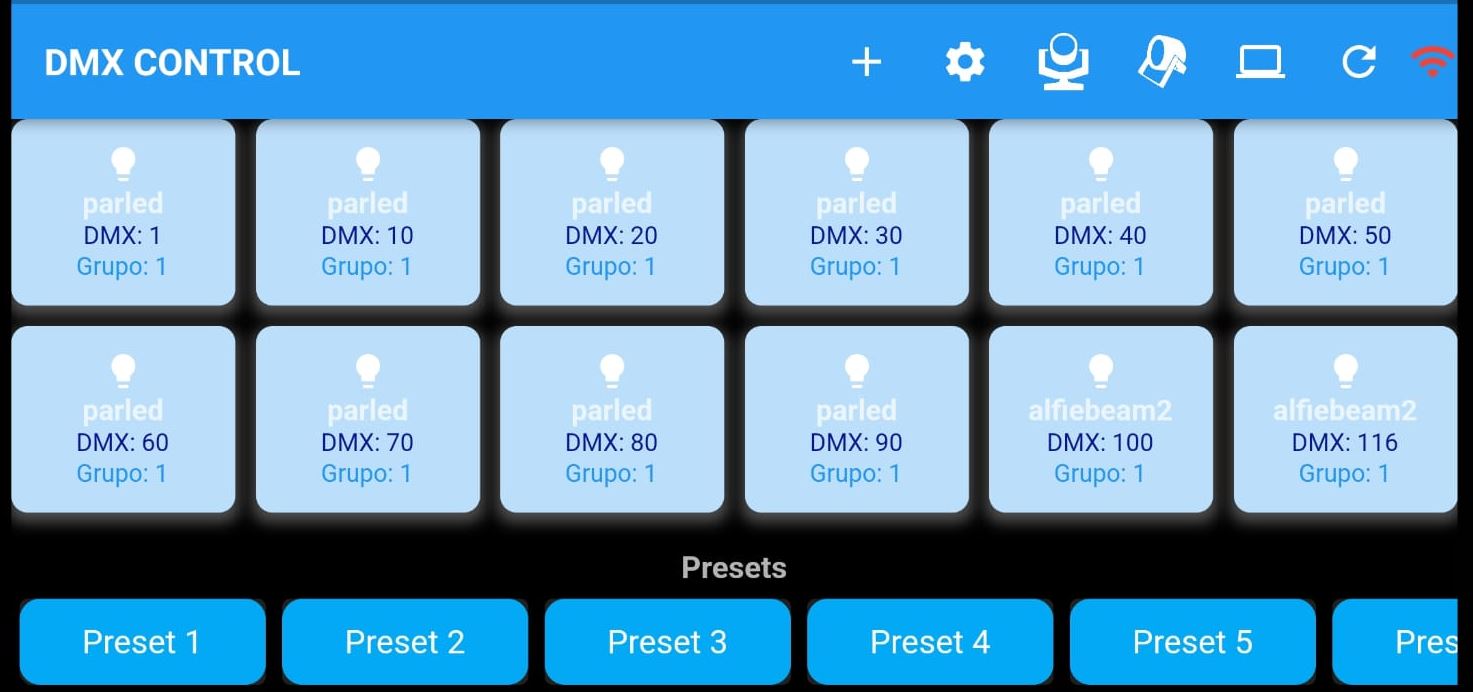 DMX CONTROL
parled
DMX: 1
Grupo: 1
parled
DMX: 10
Grupo: 1
parled
DMX: 20
Grupo: 1
parled
DMX: 30
Grupo: 1
parled
DMX: 40
Grupo: 1
parled
DMX: 50
Grupo: 1
parled
DMX: 60
Grupo: 1
parled
DMX: 70
Grupo: 1
parled
DMX: 80
Grupo: 1
parled
DMX: 90
Grupo: 1
alfiebeam2
DMX: 100
Grupo: 1
alfiebeam2
DMX: 116
Grupo: 1
Presets
Preset 1
Preset 2
Preset 3
Preset 4
Preset 5
Pres